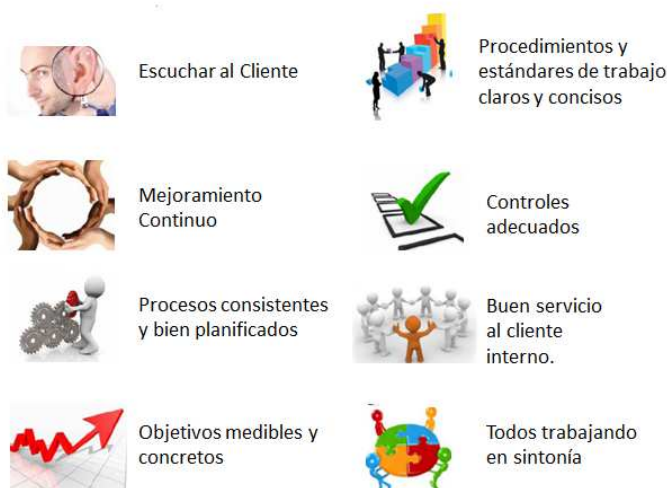 Escuchar al Cliente
Procedimientos y
estándares de trabajo
claros y concisos
Mejoramiento
Continuo
Controles
adecuados
Procesos consistentes
y bien planificados
Buen servicio
al cliente
interno.
Objetivos medibles y
concretos
Todos trabajando
en sintonía